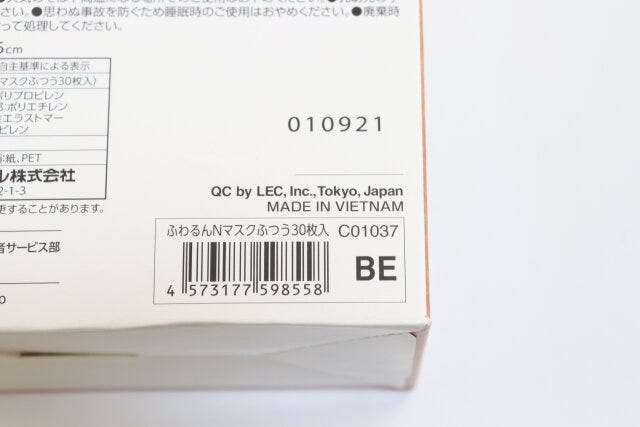 さい。●思わぬ事故を防ぐため睡眠時のご使用はおやめください。●廃棄時
って処理してください。
5cm
自主基準による表示
マスクふつう30枚入)
ポリプロピレン
ポリエチレン
エラストマー
ピレン
紙、PET
ル株式会社
2-1-3
更することがあります。
者サービス部
010921
QC by LEC, Inc., Tokyo, Japan
MADE IN VIETNAM
ふわるんNマスクふつう30枚入 C01037
BE
4 573177 598558